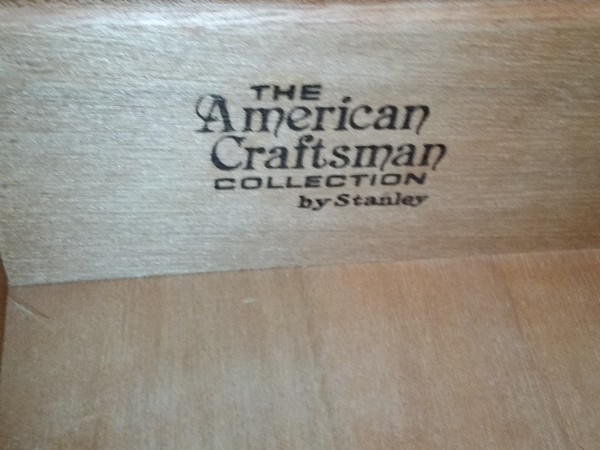 THE
American
Craftsman
COLLECTION
by Stanley